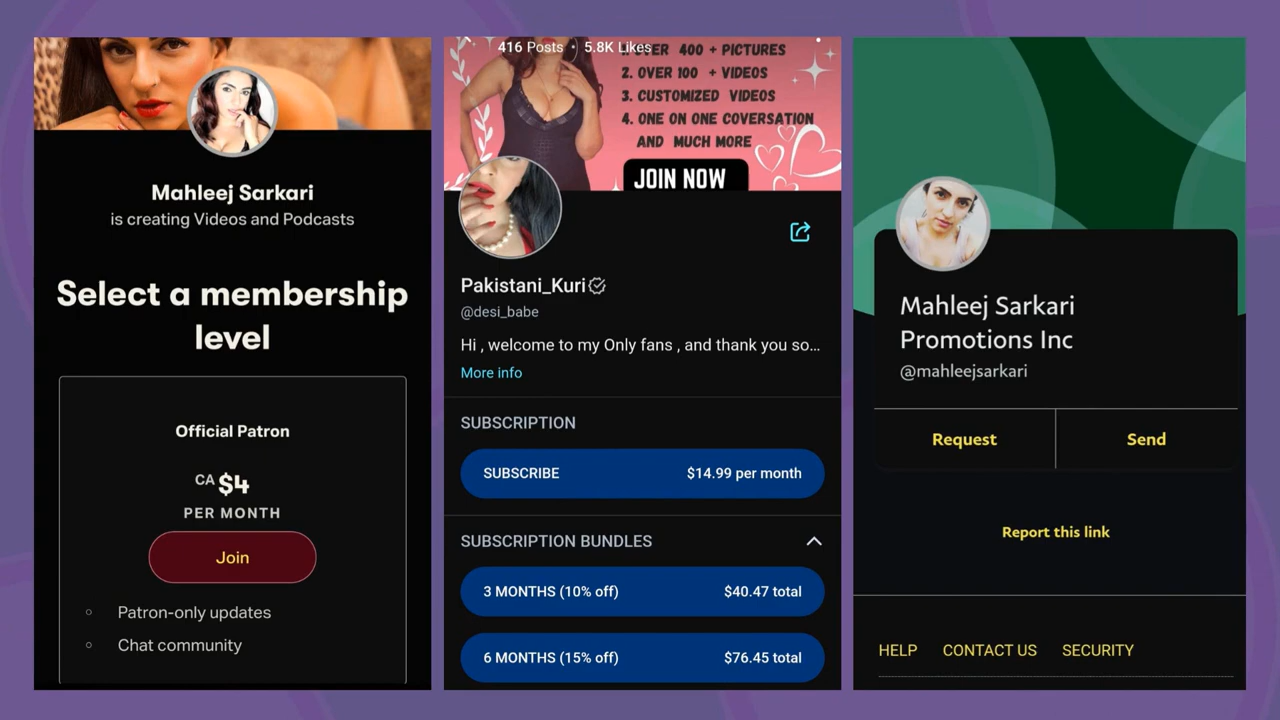 Mahleej Sarkari
is creating Videos and Podcasts
Select a membership
level
Official Patron
CA $4
PER MONTH
Join
Patron-only updates
Chat community
416 Posts • 5.8K Likes
1. OVER 400 + PICTURES
2. OVER 100 + VIDEOS
3. CUSTOMIZED VIDEOS
4. ONE ON ONE COVERSATION
AND MUCH MORE
JOIN NOW
Pakistani_Kuri
@desi_babe
Hi , welcome to my Only fans , and thank you so...
More info
SUBSCRIPTION
SUBSCRIBE $14.99 per month
SUBSCRIPTION BUNDLES
3 MONTHS (10% off) $40.47 total
6 MONTHS (15% off) $76.45 total
Mahleej Sarkari
Promotions Inc
@mahleejsarkari
Request Send
Report this link
HELP CONTACT US SECURITY